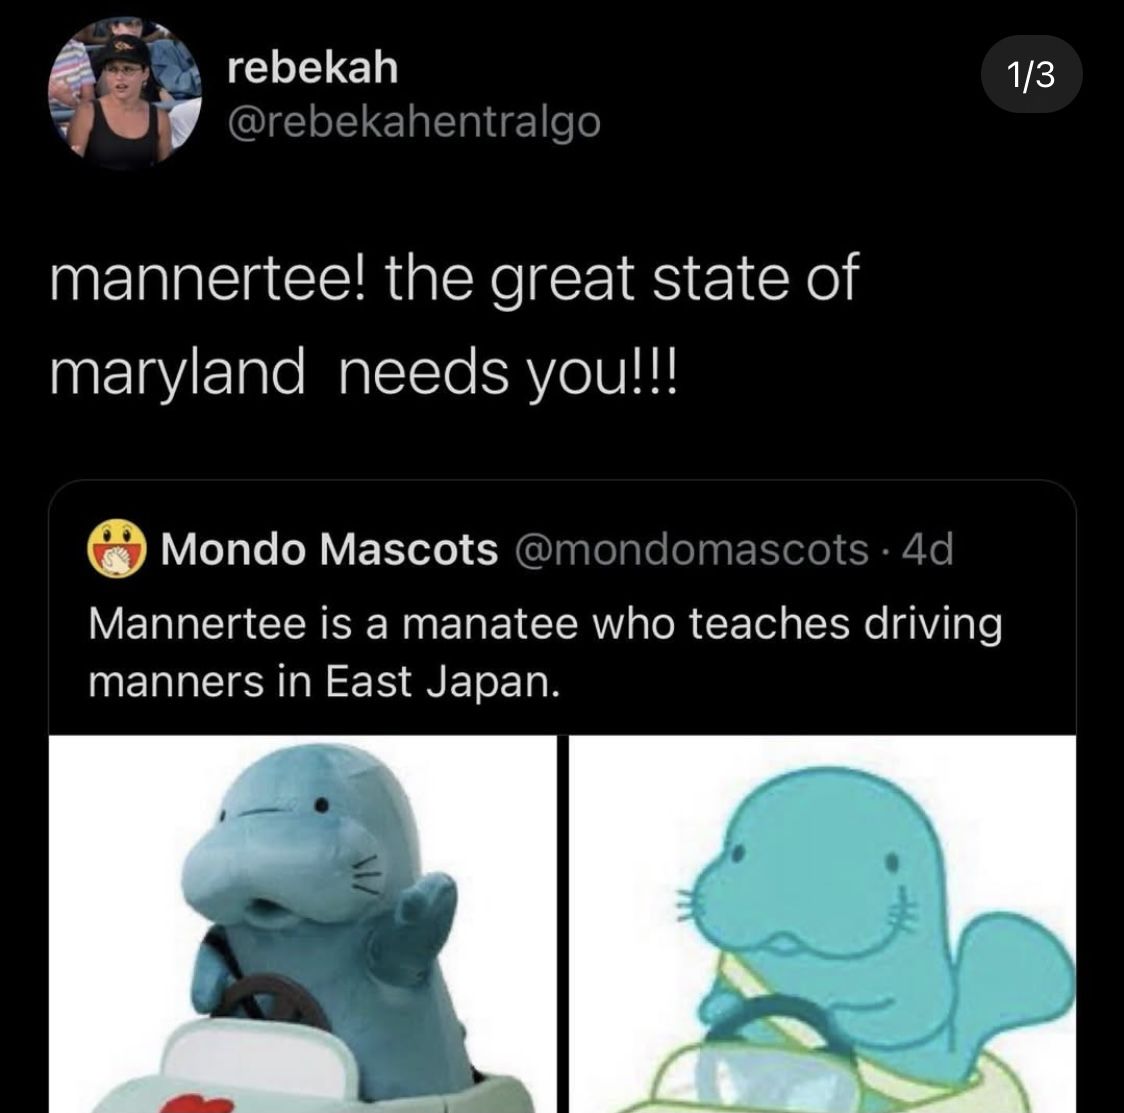 rebekah
@rebekahentralgo
1/3
mannertee! the great state of
maryland  needs you!!!
Mondo Mascots @mondomascots · 4d
Mannertee is a manatee who teaches driving
manners in East Japan.